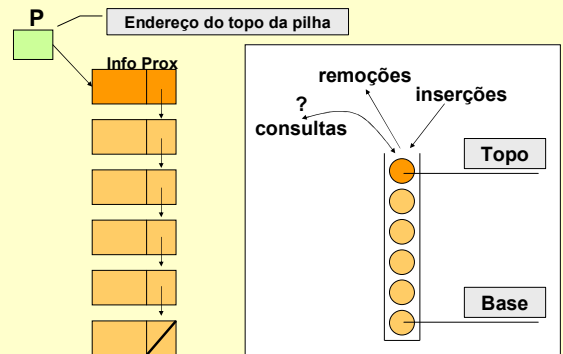 P
Endereço do topo da pilha
Info Prox
remoções
inserções
?
consultas
Topo
Base